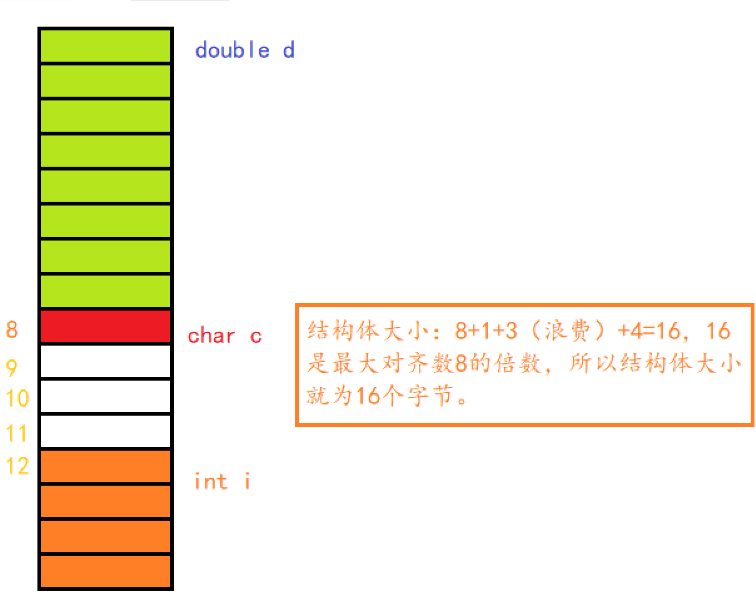 double d
8
char c
结构体大小：8+1+3（浪费）+4=16，16
是最大对齐数8的倍数，所以结构体大小
就为16个字节。
9
10
11
12
int i